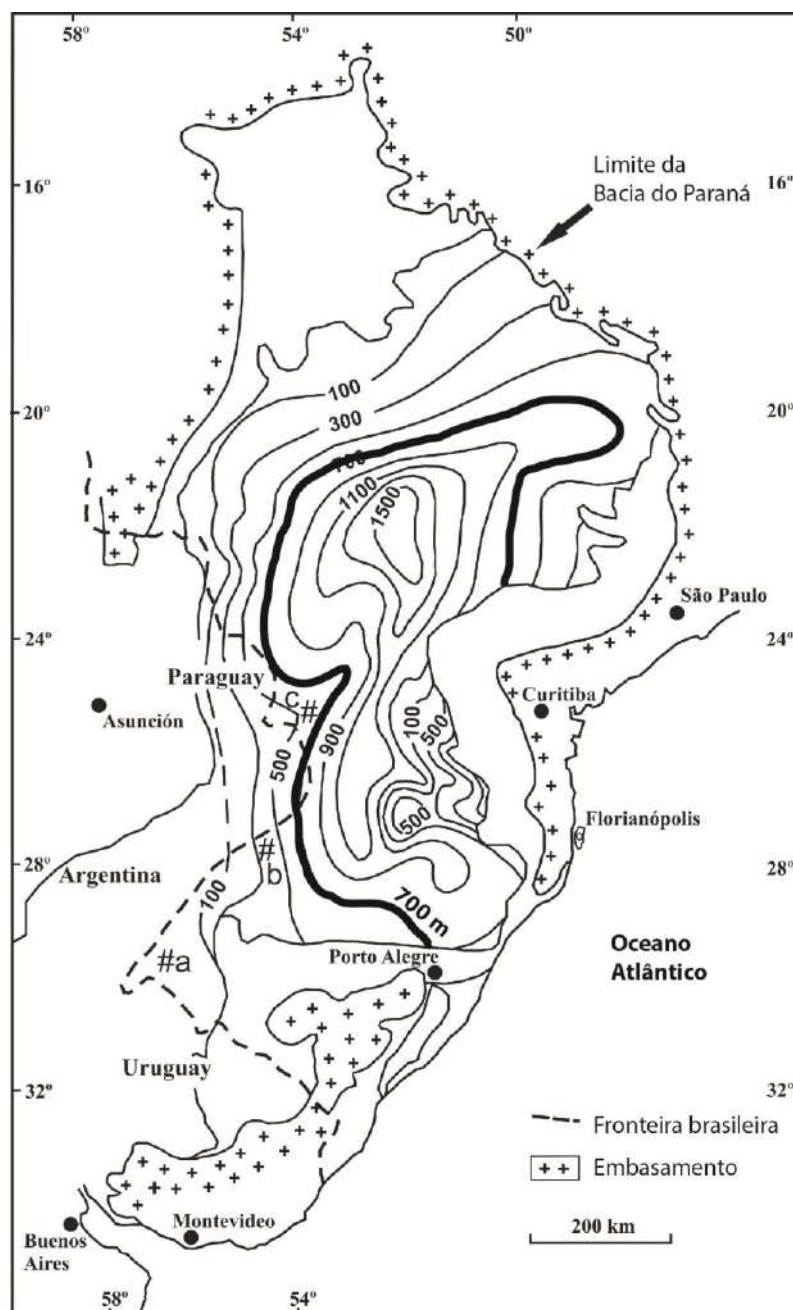 58º
54º
50º
Limite da
Bacia do Paraná
16º
16º
100
300
20º
20º
700
1100
1500
São Paulo
24º
24º
Paraguay
c
#
Curitiba
Asunción
100
500
900
500
500
Florianópolis
#
b
28º
28º
Argentina
100
700 m
#a
Porto Alegre
Oceano
Atlântico
Uruguay
32º
32º
Fronteira brasileira
Embasamento
Montevideo
200 km
Buenos
Aires
58º
54º
50º